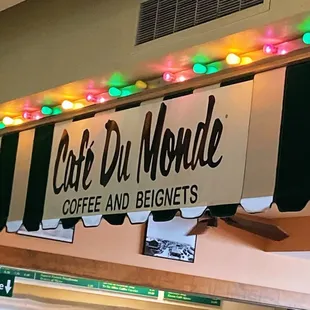 Café Du Monde
COFFEE AND BEIGNETS